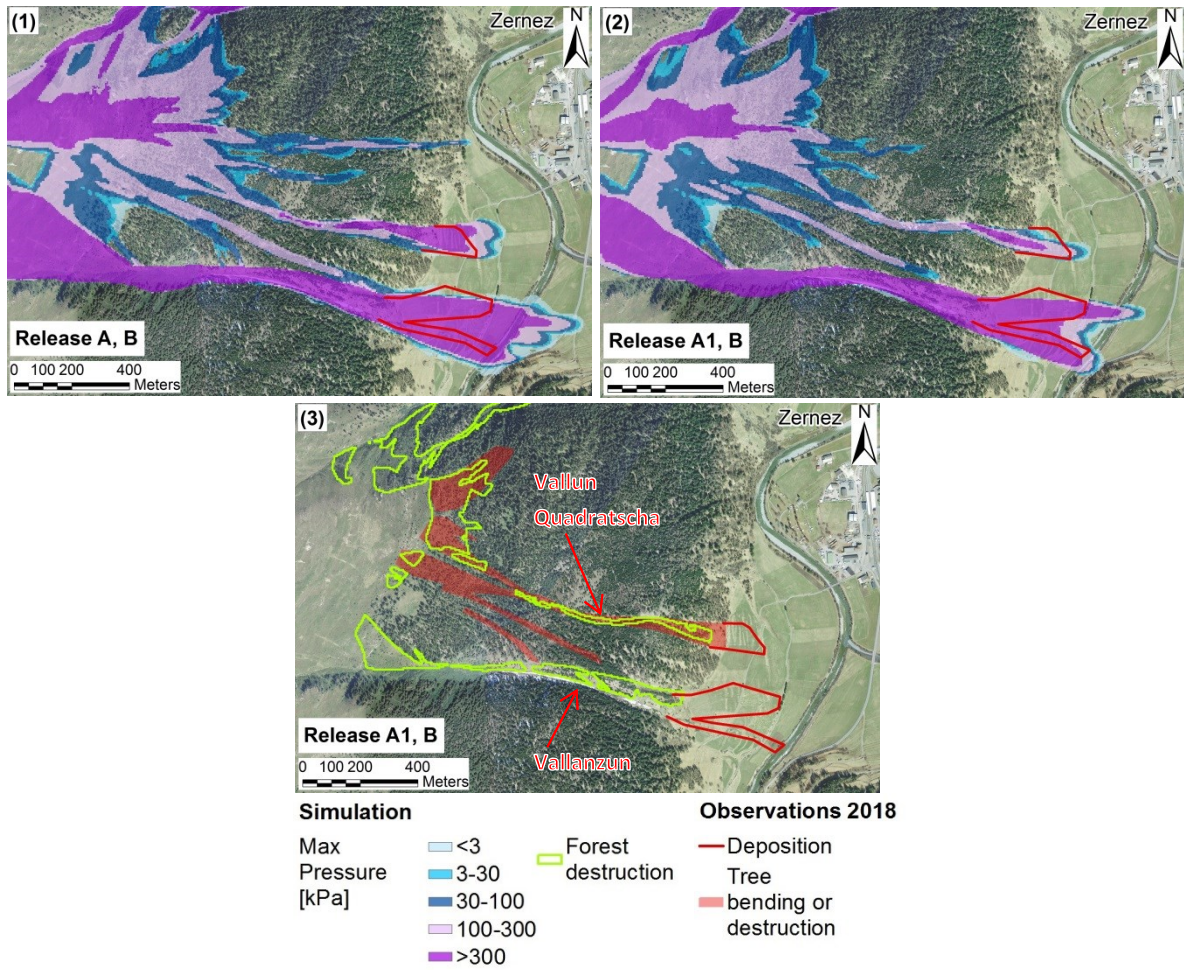 (1)
Zernez
N
Release A, B
0 100 200 400
Meters
(2)
Zernez
N
Release A1, B
0 100 200 400
Meters
(3)
Zernez
N
Vallun
Quadratscha
Vallanzun
Release A1, B
0 100 200 400
Meters
Simulation
Max
Pressure
[kPa]
<3
3-30
30-100
100-300
>300
Forest
destruction
Observations 2018
Deposition
Tree
bending or
destruction